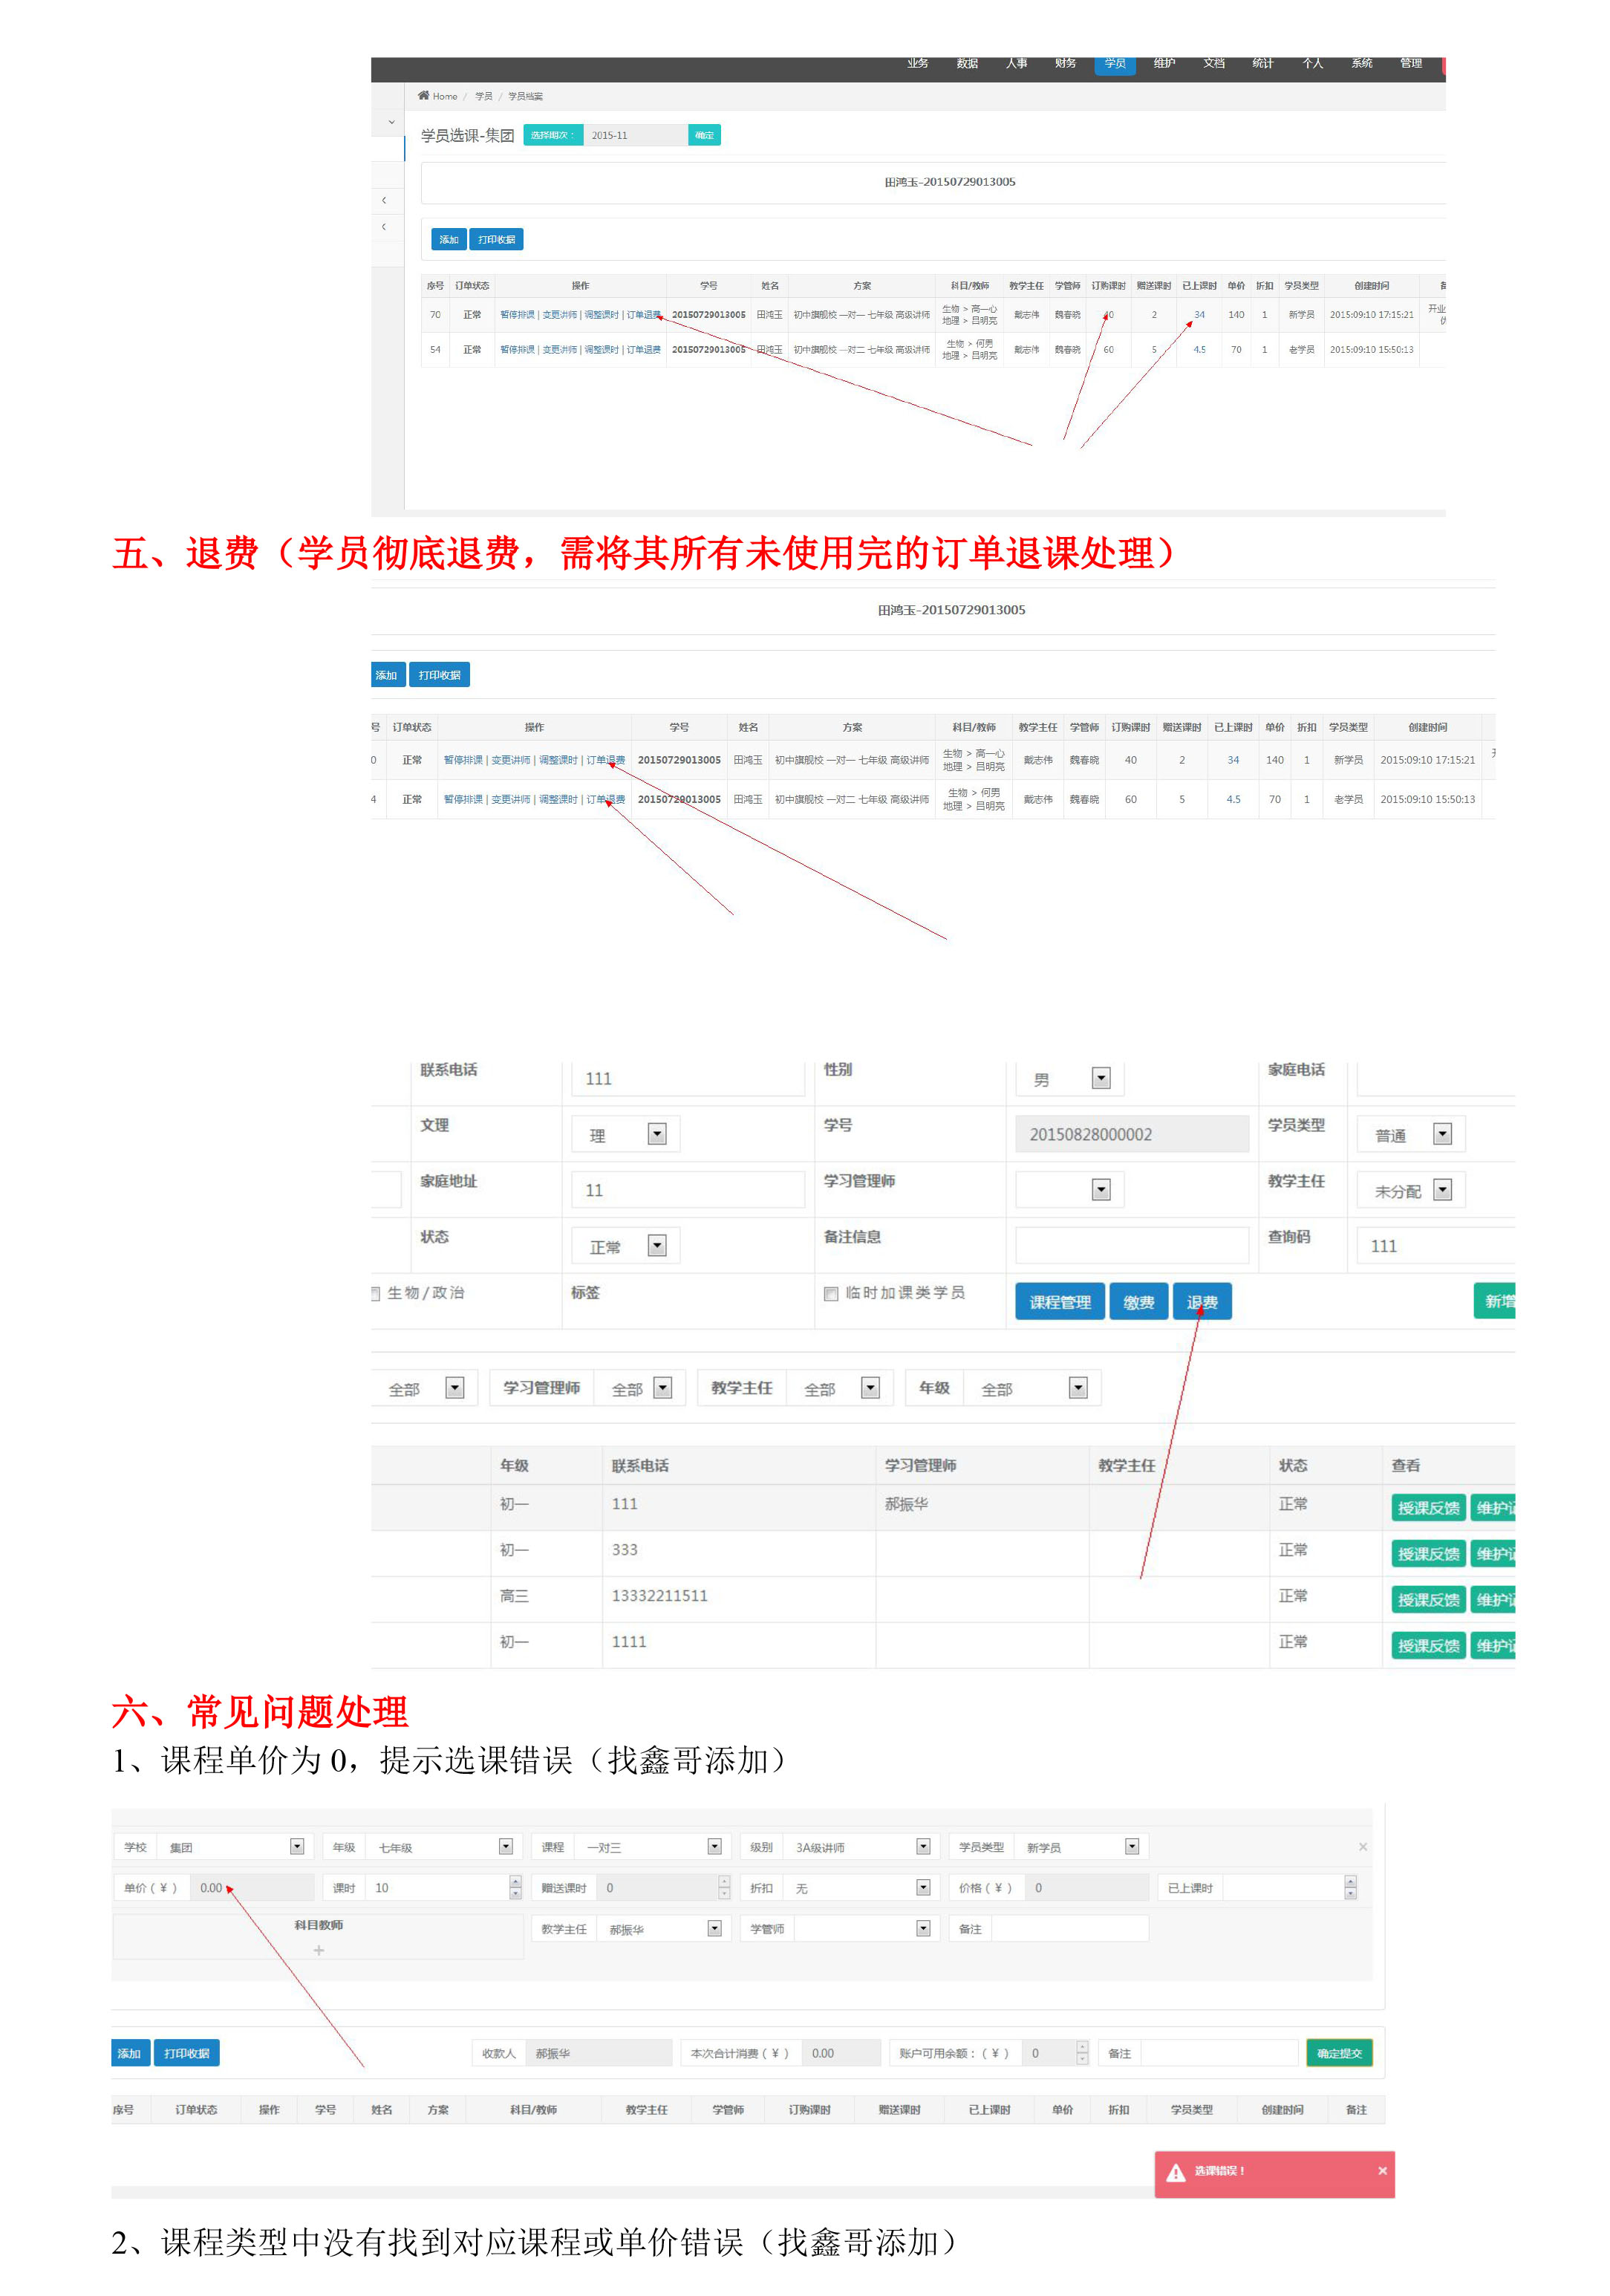 业务 数据 人事 财务 学员 维护 文档 统计 个人 系统 管理
Home / 学员 / 学员档案
学员选课-集团 选择期次： 2015-11 确定
田鸿玉-20150729013005
添加 打印收据
序号 订单状态 操作 学号 姓名 方案 科目/教师 教学主任 学管师 订购课时 赠送课时 已上课时 单价 折扣 学员类型 创建时间
70 正常 暂停排课 | 变更讲师 | 调整课时 | 订单退费 20150729013005 田鸿玉 初中旗舰校 一对一 七年级 高级讲师 生物 > 高一心 戴志伟 魏春晓 40 2 34 140 1 新学员 2015:09:10 17:15:21 开业
地理 > 吕明亮
54 正常 暂停排课 | 变更讲师 | 调整课时 | 订单退费 20150729013005 田鸿玉 初中旗舰校 一对二 七年级 高级讲师 生物 > 何男 戴志伟 魏春晓 60 5 4.5 70 1 老学员 2015:09:10 15:50:13
地理 > 吕明亮
五、退费（学员彻底退费，需将其所有未使用完的订单退课处理）
田鸿玉-20150729013005
添加 打印收据
号 订单状态 操作 学号 姓名 方案 科目/教师 教学主任 学管师 订购课时 赠送课时 已上课时 单价 折扣 学员类型 创建时间
0 正常 暂停排课 | 变更讲师 | 调整课时 | 订单退费 20150729013005 田鸿玉 初中旗舰校 一对一 七年级 高级讲师 生物 > 高一心 戴志伟 魏春晓 40 2 34 140 1 新学员 2015:09:10 17:15:21
地理 > 吕明亮
4 正常 暂停排课 | 变更讲师 | 调整课时 | 订单退费 20150729013005 田鸿玉 初中旗舰校 一对二 七年级 高级讲师 生物 > 何男 戴志伟 魏春晓 60 5 4.5 70 1 老学员 2015:09:10 15:50:13
地理 > 吕明亮
联系电话 111 性别 男 家庭电话
文理 理 学号 20150828000002 学员类型 普通
家庭地址 11 学习管理师 教学主任 未分配
状态 正常 备注信息 查询码 111
生物/政治 标签 临时加课类学员 课程管理 缴费 退费 新增
全部 学习管理师 全部 教学主任 全部 年级 全部
年级 联系电话 学习管理师 教学主任 状态 查看
初一 111 郝振华 正常 授课反馈 维护
初一 333 正常 授课反馈 维护
高三 13332211511 正常 授课反馈 维护
初一 1111 正常 授课反馈 维护
六、常见问题处理
1、课程单价为 0，提示选课错误（找鑫哥添加）
学校 集团 年级 七年级 课程 一对三 级别 3A级讲师 学员类型 新学员 ×
单价（¥） 0.00 课时 10 赠送课时 0 折扣 无 价格（¥） 0 已上课时
科目教师 教学主任 郝振华 学管师 备注
+
添加 打印收据 收款人 郝振华 本次合计消费（¥） 0.00 账户可用余额：（¥） 0 备注 确定提交
序号 订单状态 操作 学号 姓名 方案 科目/教师 教学主任 学管师 订购课时 赠送课时 已上课时 单价 折扣 学员类型 创建时间 备注
选课错误！ ×
2、课程类型中没有找到对应课程或单价错误（找鑫哥添加）